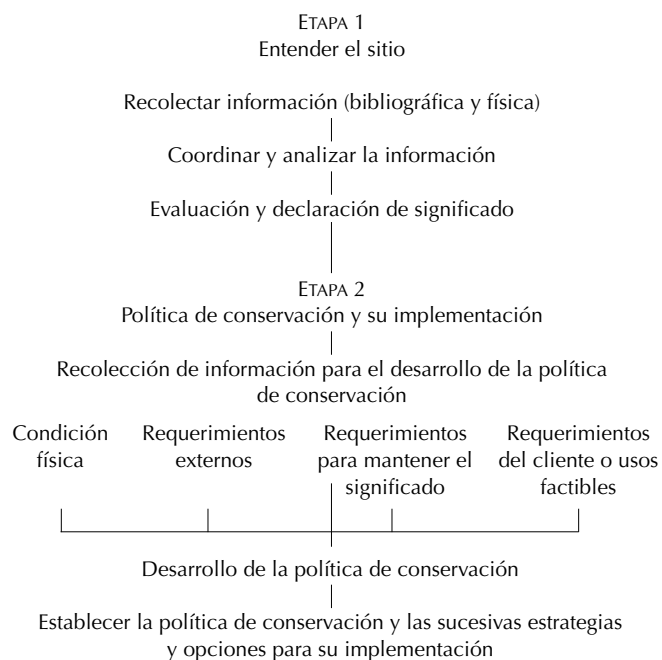 ETAPA 1
Entender el sitio
Recolectar información (bibliográfica y física)
Coordinar y analizar la información
Evaluación y declaración de significado
ETAPA 2
Política de conservación y su implementación
Recolección de información para el desarrollo de la política
de conservación
Condición
física
Requerimientos
externos
Requerimientos
para mantener el
significado
Requerimientos
del cliente o usos
factibles
Desarrollo de la política de conservación
Establecer la política de conservación y las sucesivas estrategias
y opciones para su implementación